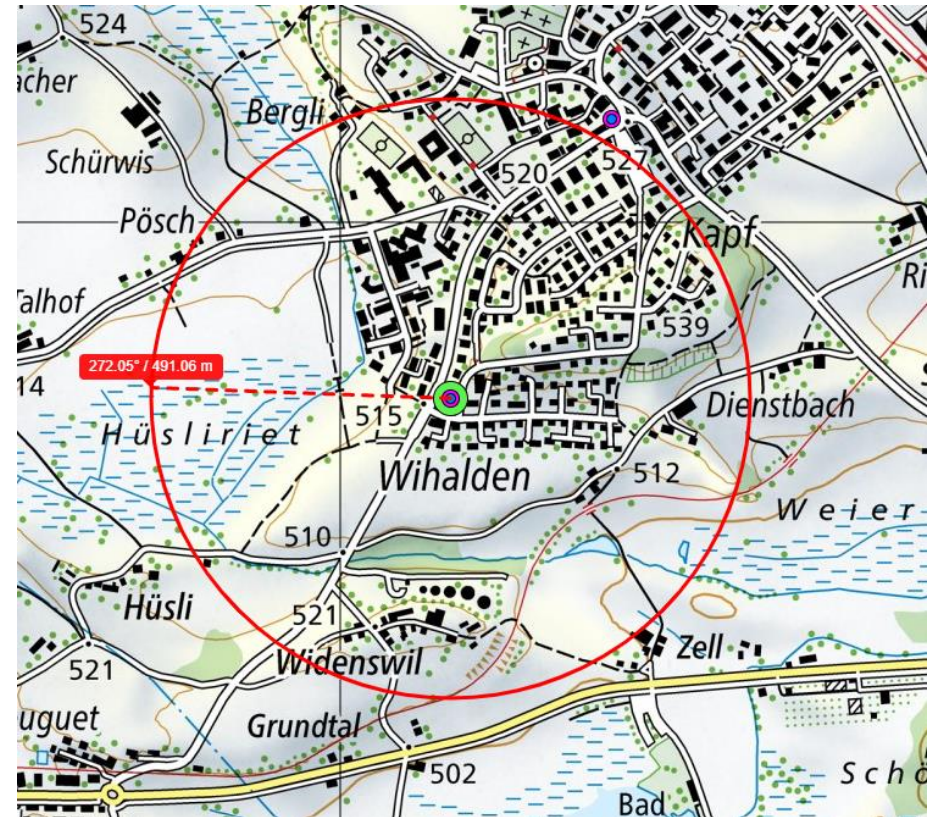 524
acher
Bergli
Schürwis
520
527
Pösch
Kapf
Ri
Talhof
539
272.05° / 491.06 m
14
515
Dienstbach
Hüsliriet
Wihalden
512
Weier
510
Hüsli
521
521
Widenswil
Zell
uguet
Grundtal
502
Schö
Bad